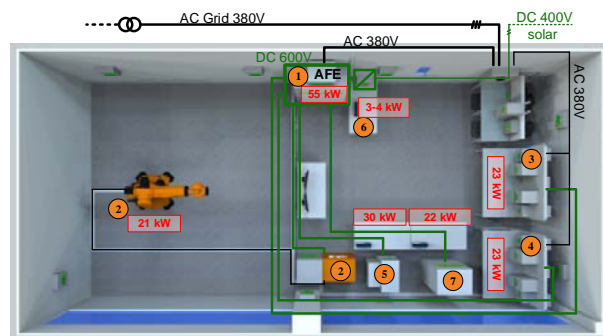 AC Grid 380V
DC 400V
solar
AC 380V
DC 600V
1 AFE
55 kW
3-4 kW
6
AC 380V
3
23 kW
2
21 kW
30 kW
22 kW
4
23 kW
2
5
7